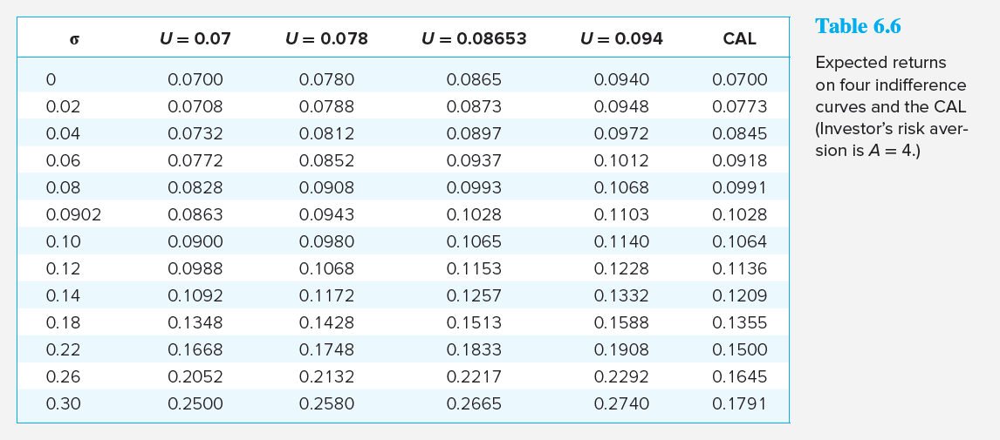 σ U = 0.07 U = 0.078 U = 0.08653 U = 0.094 CAL
0 0.0700 0.0780 0.0865 0.0940 0.0700
0.02 0.0708 0.0788 0.0873 0.0948 0.0773
0.04 0.0732 0.0812 0.0897 0.0972 0.0845
0.06 0.0772 0.0852 0.0937 0.1012 0.0918
0.08 0.0828 0.0908 0.0993 0.1068 0.0991
0.0902 0.0863 0.0943 0.1028 0.1103 0.1028
0.10 0.0900 0.0980 0.1065 0.1140 0.1064
0.12 0.0988 0.1068 0.1153 0.1228 0.1136
0.14 0.1092 0.1172 0.1257 0.1332 0.1209
0.18 0.1348 0.1428 0.1513 0.1588 0.1355
0.22 0.1668 0.1748 0.1833 0.1908 0.1500
0.26 0.2052 0.2132 0.2217 0.2292 0.1645
0.30 0.2500 0.2580 0.2665 0.2740 0.1791
Table 6.6
Expected returns
on four indifference
curves and the CAL
(Investor's risk aver-
sion is A = 4.)